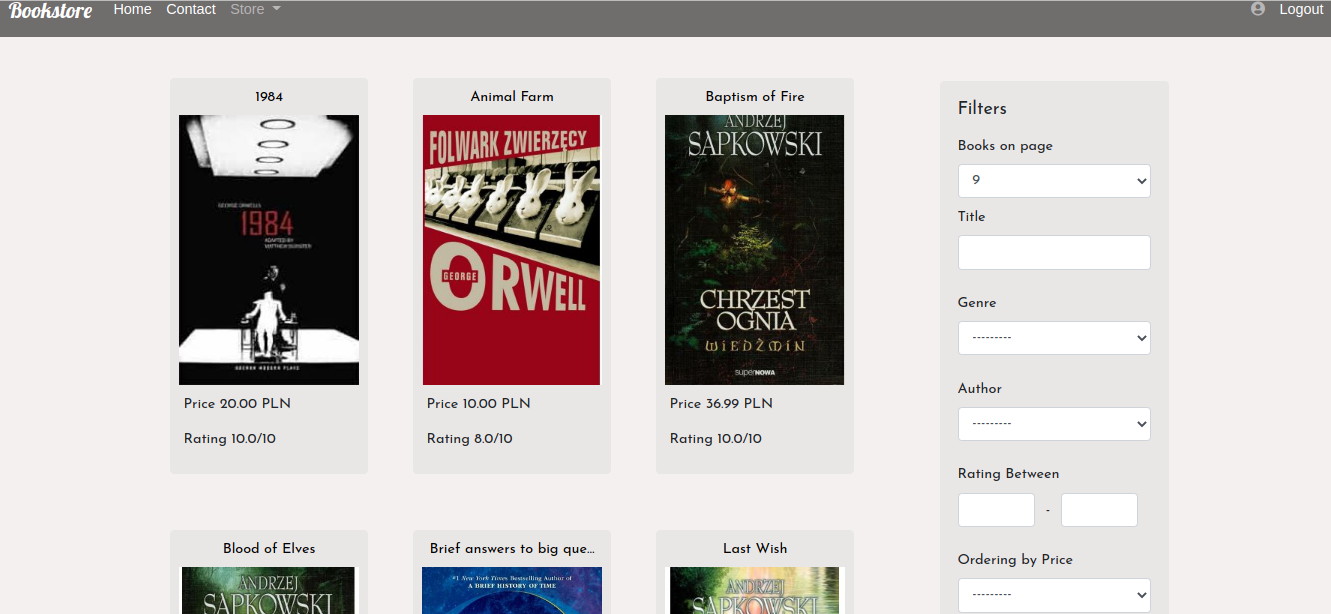 Bookstore Home Contact Store Logout
1984
GEORGE ORWELL'S
1984
ADAPTED BY
Price 20.00 PLN
Rating 10.0/10
Animal Farm
FOLWARK ZWIERZĘCY
GEORGE
ORWELL
Price 10.00 PLN
Rating 8.0/10
Baptism of Fire
ANDRZEJ
SAPKOWSKI
CHRZEST
OGNIA
WIEDŹMIN
superNOWA
Price 36.99 PLN
Rating 10.0/10
Blood of Elves
ANDRZEJ
SAPKOWSKI
Brief answers to big que...
#1 New York Times Bestselling Author of
A BRIEF HISTORY OF TIME
Last Wish
ANDRZEJ
SAPKOWSKI
Filters
Books on page
9
Title
Genre
---------
Author
---------
Rating Between
-
Ordering by Price
---------